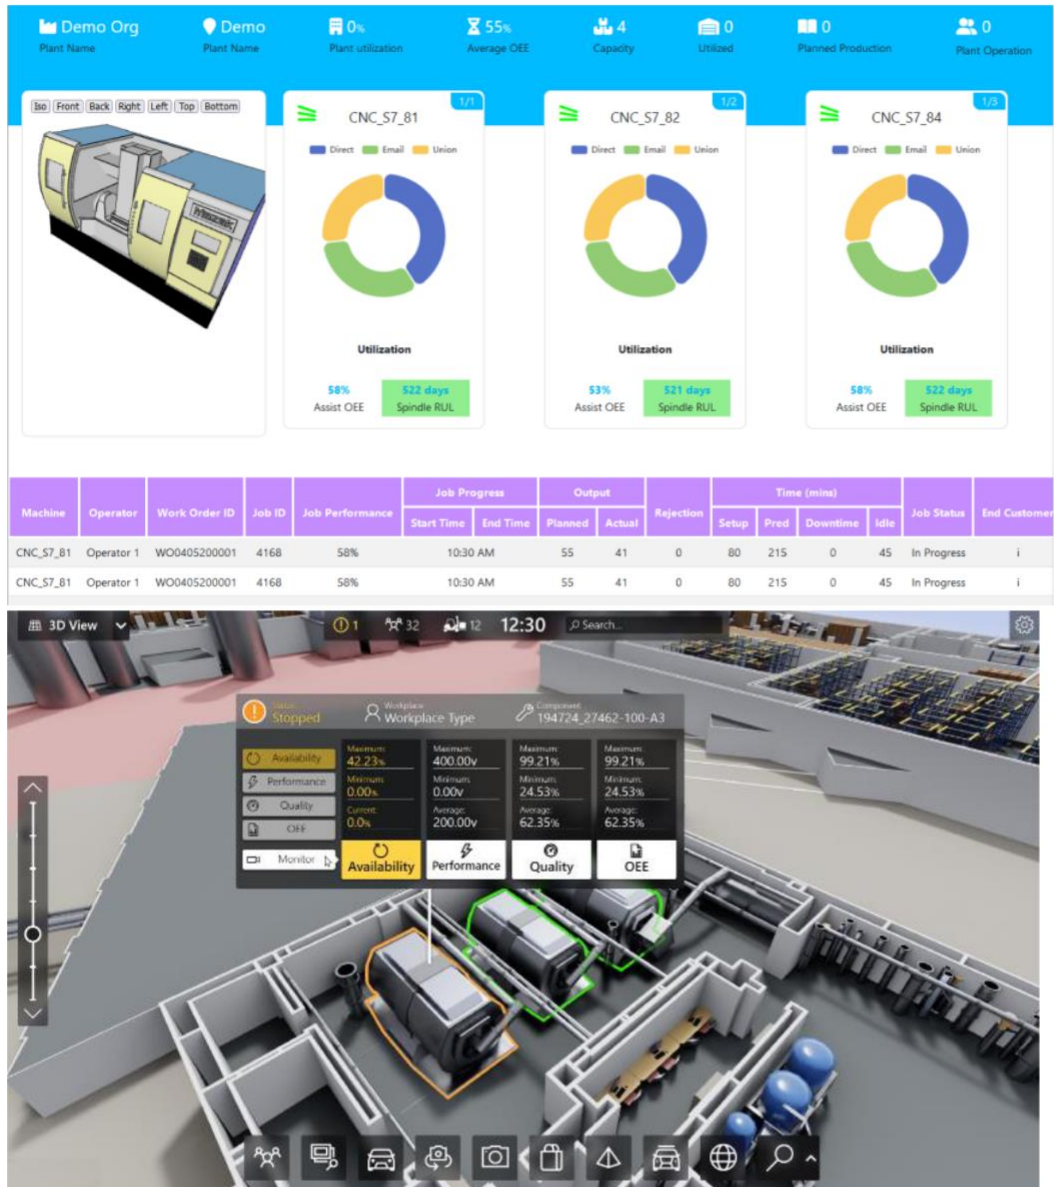 Demo Org Demo 0% 55% 4 0 0 0
Plant Name Plant Name Plant utilization Average OEE Capacity Utilized Planned Production Plant Operation
Iso Front Back Right Left Top Bottom
1/1
CNC_S7_81
Direct Email Union
Utilization
58% 522 days
Assist OEE Spindle RUL
1/2
CNC_S7_82
Direct Email Union
Utilization
53% 521 days
Assist OEE Spindle RUL
1/3
CNC_S7_84
Direct Email Union
Utilization
58% 522 days
Assist OEE Spindle RUL
Job Progress Output Time (mins)
Machine Operator Work Order ID Job ID Job Performance Rejection Job Status End Customer
Start Time End Time Planned Actual Setup Pred Downtime Idle
CNC_S7_81 Operator 1 WO0405200001 4168 58% 10:30 AM 55 41 0 80 215 0 45 In Progress i
CNC_S7_81 Operator 1 WO0405200001 4168 58% 10:30 AM 55 41 0 80 215 0 45 In Progress i
3D View 1 32 12 12:30 Search...
Status Workplace Component
Stopped Workplace Type 194724_27462-100-A3
Availability
Performance
Quality
OEE
Monitor
Maximum: Maximum: Maximum: Maximum:
42.23% 400.00v 99.21% 99.21%
Minimum: Minimum: Minimum: Minimum:
0.00% 0.00v 24.53% 24.53%
Current: Average: Average: Average:
0.0% 200.00v 62.35% 62.35%
Availability Performance Quality OEE